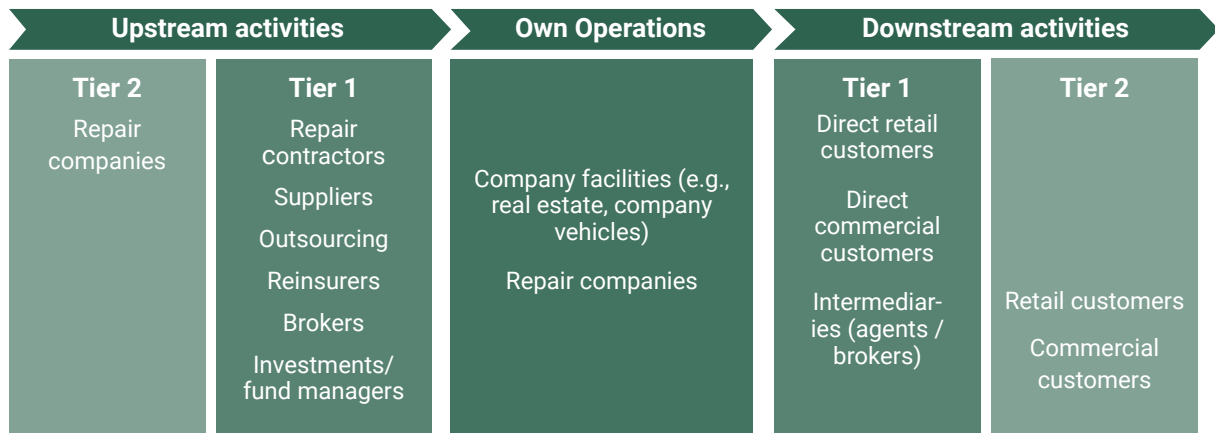 Upstream activities
Own Operations
Downstream activities
Tier 2
Repair
companies
Tier 1
Repair
contractors
Suppliers
Outsourcing
Reinsurers
Brokers
Investments/
fund managers
Company facilities (e.g.,
real estate, company
vehicles)
Repair companies
Tier 1
Direct retail
customers
Direct
commercial
customers
Intermediar-
ies (agents /
brokers)
Tier 2
Retail customers
Commercial
customers